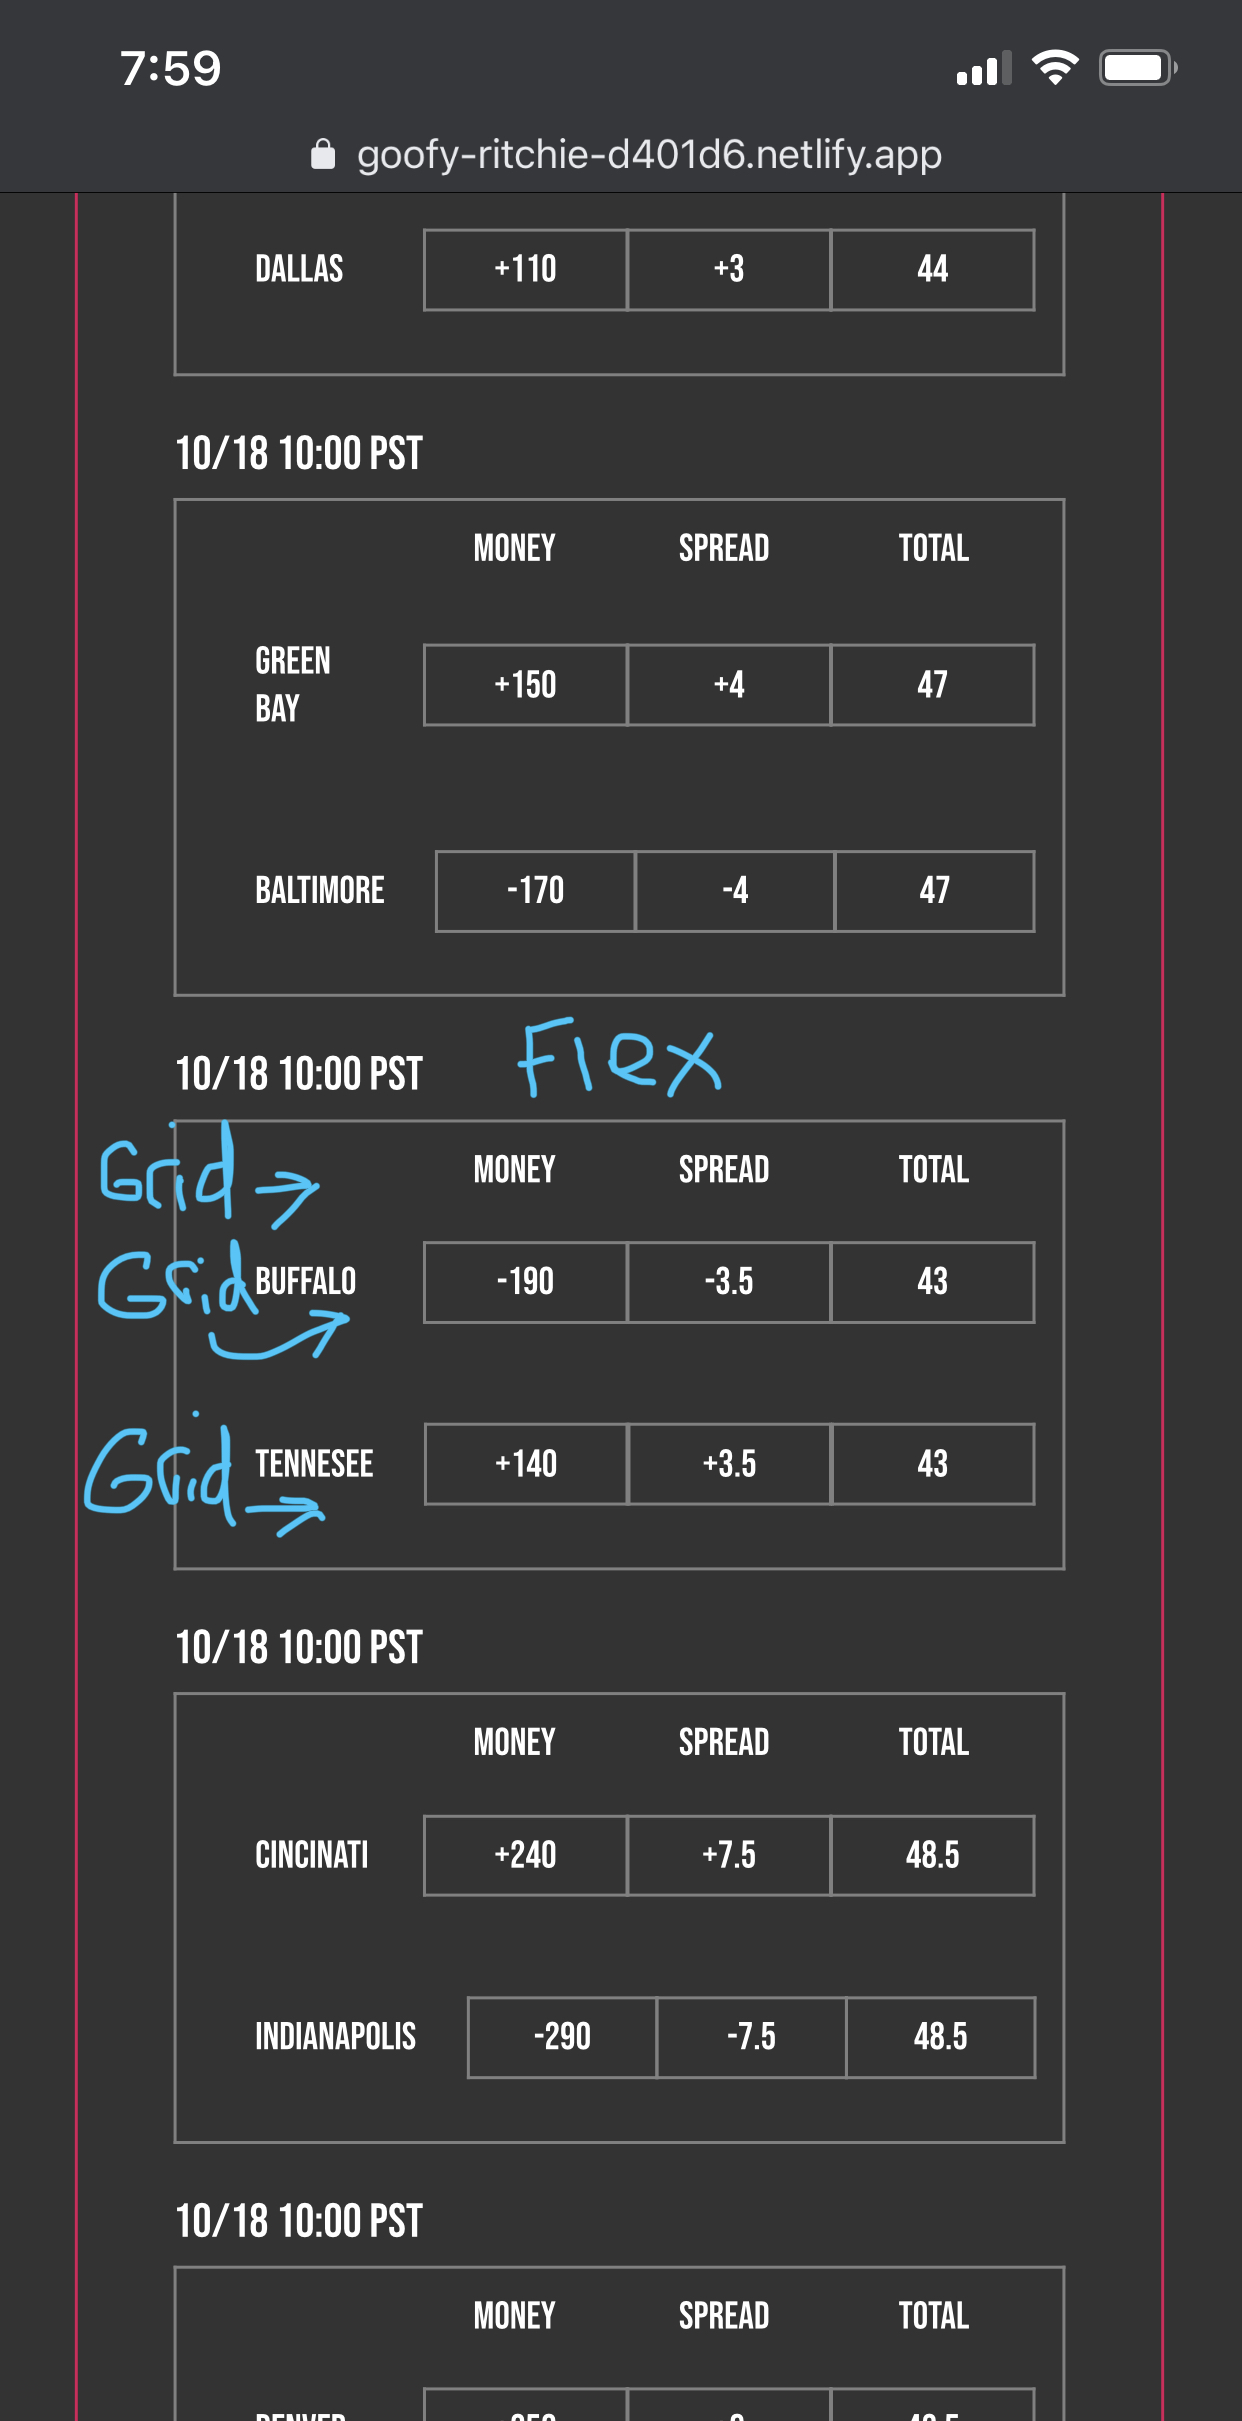 7:59
goofy-ritchie-d401d6.netlify.app
DALLAS +110 +3 44
10/18 10:00 PST
MONEY SPREAD TOTAL
GREEN
BAY +150 +4 47
BALTIMORE -170 -4 47
10/18 10:00 PST Flex
Grid MONEY SPREAD TOTAL
Grid BUFFALO -190 -3.5 43
Grid TENNESEE +140 +3.5 43
10/18 10:00 PST
MONEY SPREAD TOTAL
CINCINATI +240 +7.5 48.5
INDIANAPOLIS -290 -7.5 48.5
10/18 10:00 PST
MONEY SPREAD TOTAL
DENVER